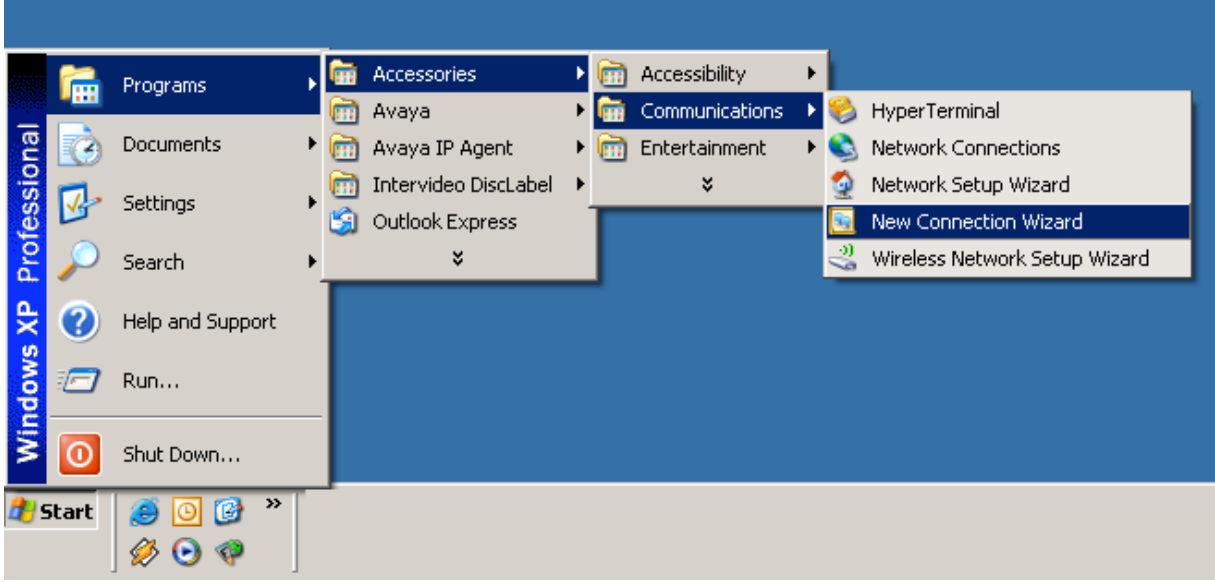 Windows XP Professional
Programs
Documents
Settings
Search
Help and Support
Run...
Shut Down...
Accessories
Avaya
Avaya IP Agent
Intervideo DiscLabel
Outlook Express
Accessibility
Communications
Entertainment
HyperTerminal
Network Connections
Network Setup Wizard
New Connection Wizard
Wireless Network Setup Wizard
Start